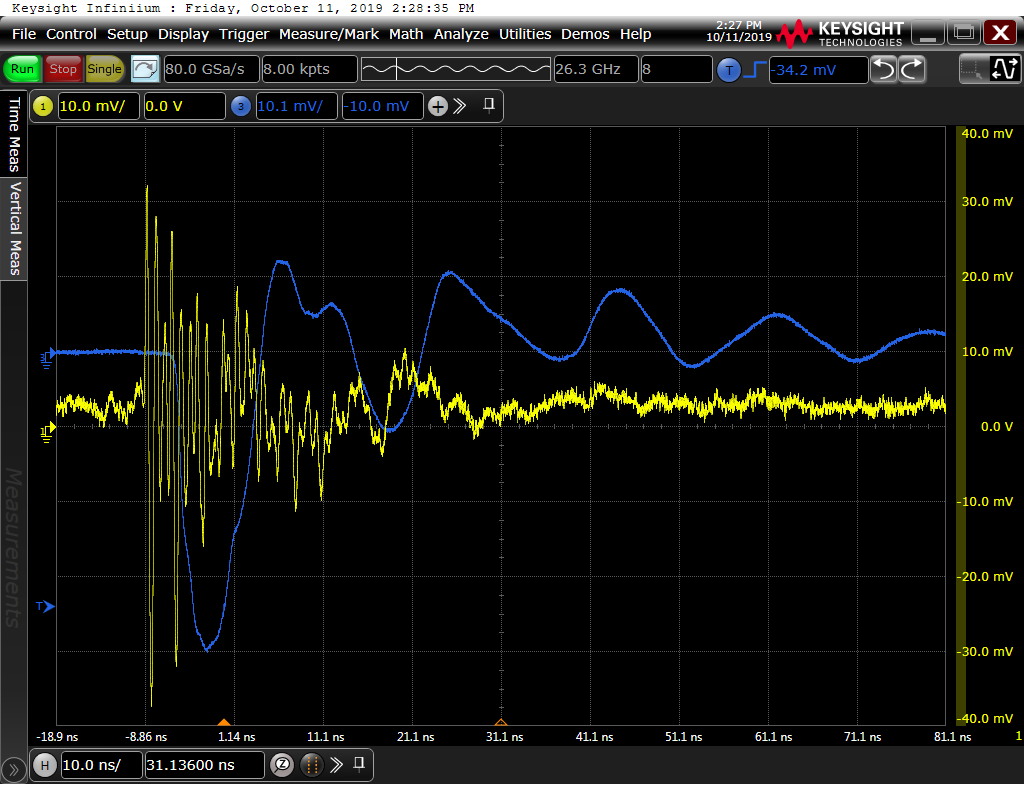 Keysight Infiniium : Friday, October 11, 2019 2:28:35 PM
File Control Setup Display Trigger Measure/Mark Math Analyze Utilities Demos Help
2:27 PM
10/11/2019
KEYSIGHT
TECHNOLOGIES
Run Stop Single 80.0 GSa/s 8.00 kpts 26.3 GHz 8 T -34.2 mV
1 10.0 mV/ 0.0 V 3 10.1 mV/ -10.0 mV
Time Meas
Vertical Meas
Measurements
40.0 mV
30.0 mV
20.0 mV
3
10.0 mV
1
0.0 V
-10.0 mV
-20.0 mV
T
-30.0 mV
-40.0 mV
-18.9 ns -8.86 ns 1.14 ns 11.1 ns 21.1 ns 31.1 ns 41.1 ns 51.1 ns 61.1 ns 71.1 ns 81.1 ns 1
H 10.0 ns/ 31.13600 ns Z